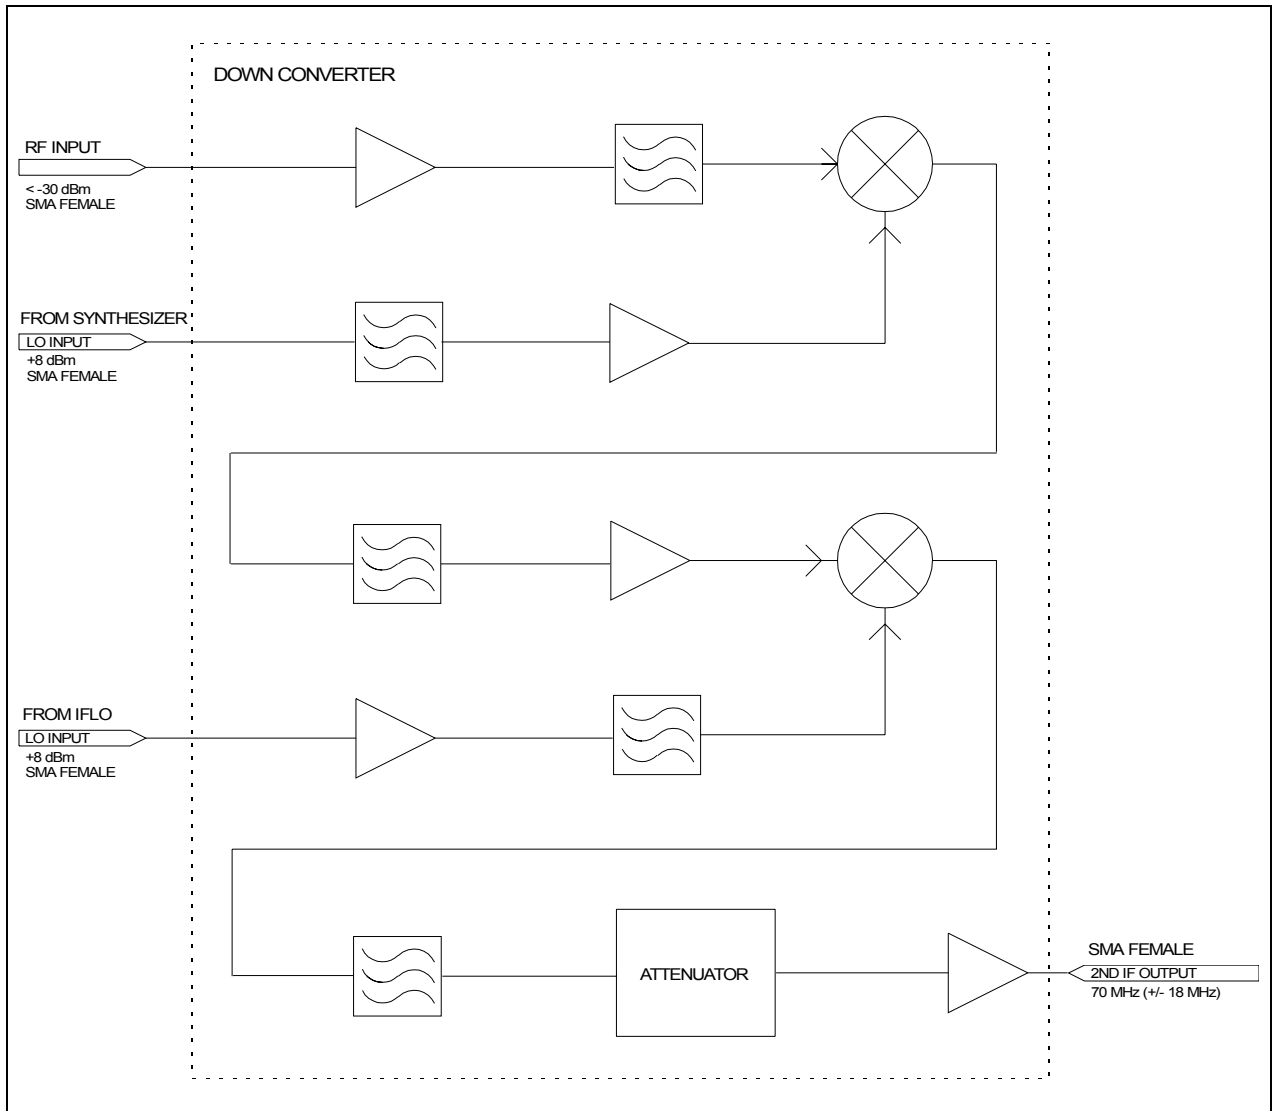 DOWN CONVERTER
RF INPUT
< -30 dBm
SMA FEMALE
FROM SYNTHESIZER
LO INPUT
+8 dBm
SMA FEMALE
FROM IFLO
LO INPUT
+8 dBm
SMA FEMALE
ATTENUATOR
SMA FEMALE
2ND IF OUTPUT
70 MHz (+/- 18 MHz)